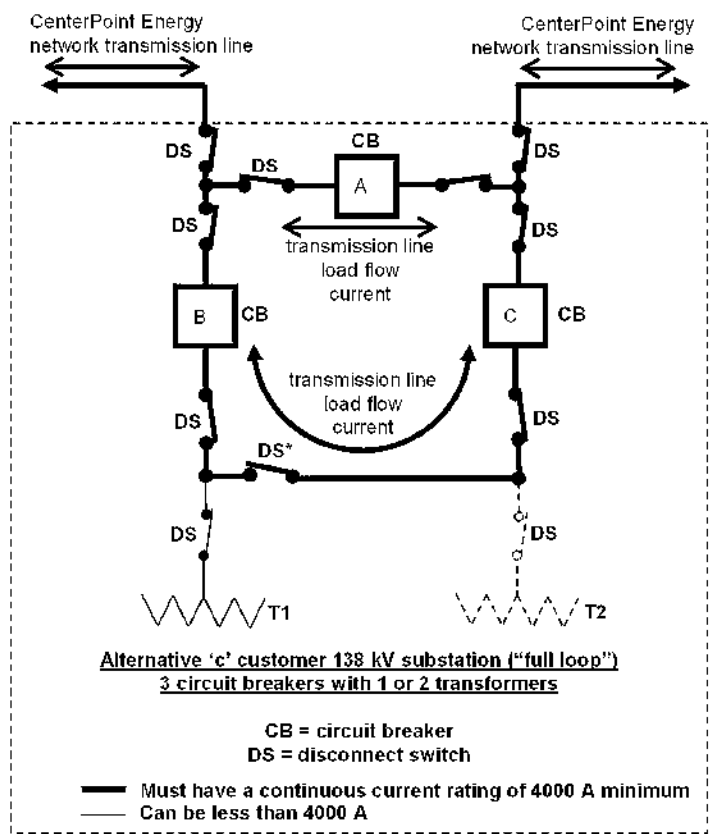 CenterPoint Energy
network transmission line
CenterPoint Energy
network transmission line
DS
CB
DS
DS
A
DS
transmission line
load flow
current
DS
B
CB
C
CB
transmission line
load flow
current
DS
DS
DS*
DS
DS
T1
T2
Alternative 'c' customer 138 kV substation ("full loop")
3 circuit breakers with 1 or 2 transformers
CB = circuit breaker
DS = disconnect switch
Must have a continuous current rating of 4000 A minimum
Can be less than 4000 A